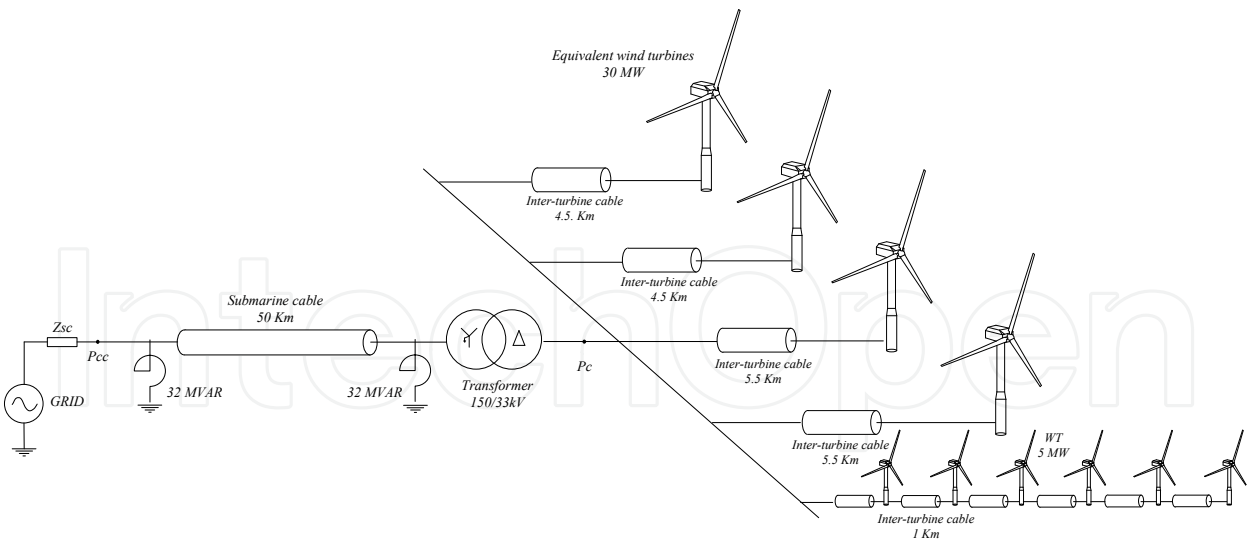 Equivalent wind turbines
30 MW
Inter-turbine cable
4.5. Km
Inter-turbine cable
4.5 Km
Submarine cable
50 Km
Zsc
Pcc
32 MVAR
32 MVAR
GRID
Transformer
150/33kV
Pc
Inter-turbine cable
5.5 Km
Inter-turbine cable
5.5 Km
WT
5 MW
Inter-turbine cable
1 Km
IntechOpen